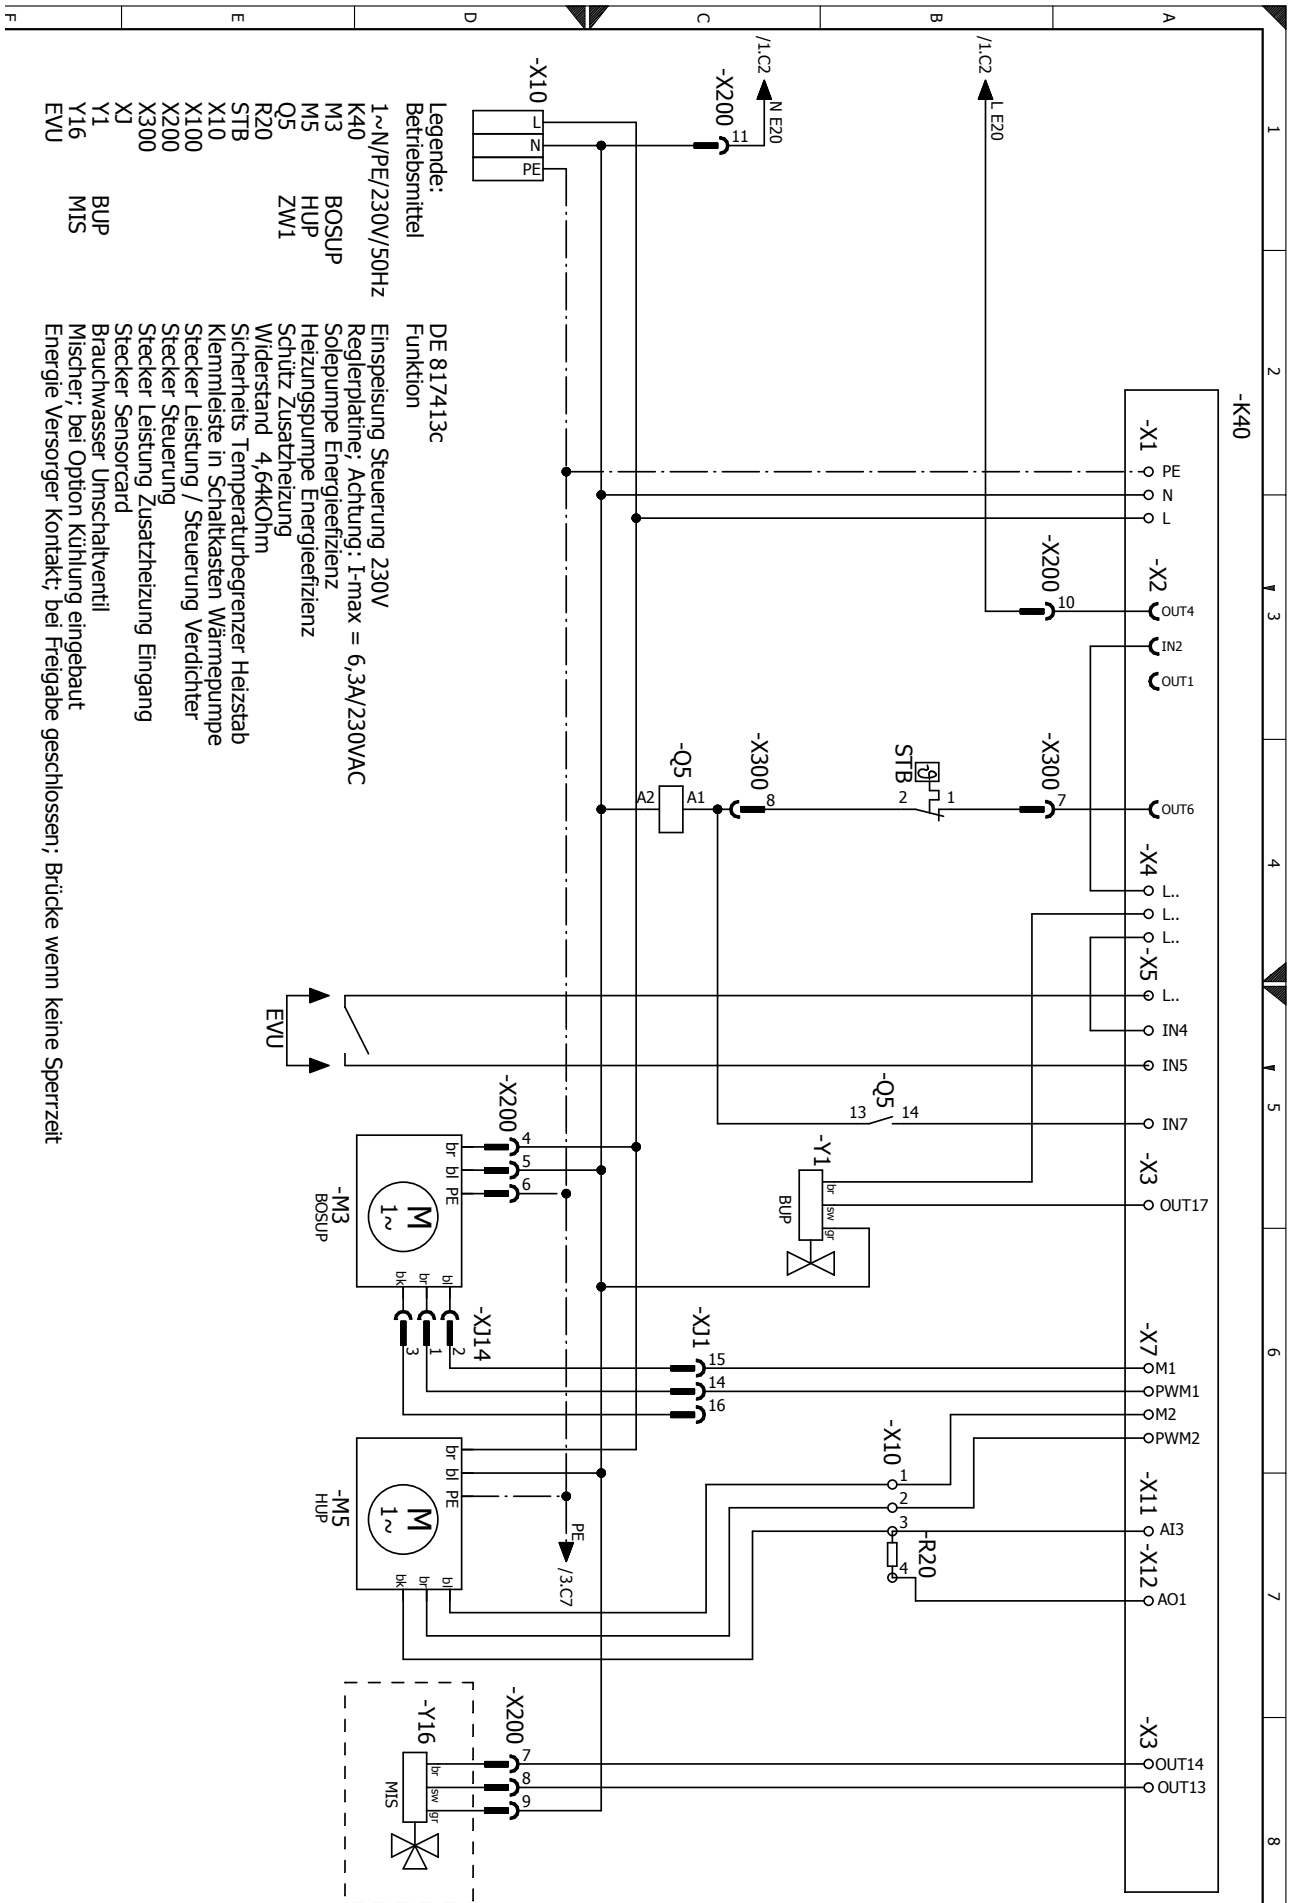 1
2
3
4
5
6
7
8
A
B
C
D
E
F
-K40
-X1
PE
N
L
-X2
OUT4
IN2
OUT1
OUT6
-X4
L..
L..
L..
-X5
L..
IN4
IN5
IN7
-X3
OUT17
-X7
M1
PWM1
M2
PWM2
-X11
AI3
-X12
AO1
-X3
OUT14
OUT13
/1.C2
L E20
-X200
10
-X300
7
STB
1
2
-X300
8
-Q5
A1
A2
-Q5
13
14
-Y1
br
sw
gr
BUP
-X10
1
2
3
4
-R20
/1.C2
N E20
-X200
11
-XJ1
15
14
16
-X10
L
N
PE
PE
/3.C7
EVU
-X200
4
5
6
br
bl
PE
M
1~
-M3
BOSUP
bl
br
bk
-XJ14
2
1
3
br
bl
PE
M
1~
-M5
HUP
bl
br
bk
-X200
7
8
9
-Y16
br
sw
gr
MIS
Legende: DE 817413c
Betriebsmittel Funktion
1~N/PE/230V/50Hz Einspeisung Steuerung 230V
K40 Reglerplatine; Achtung: I-max = 6,3A/230VAC
M3 BOSUP Solepumpe Energieefizienz
M5 HUP Heizungspumpe Energieefizienz
Q5 ZW1 Schütz Zusatzheizung
R20 Widerstand 4,64kOhm
STB Sicherheits Temperaturbegrenzer Heizstab
X10 Klemmleiste in Schaltkasten Wärmepumpe
X100 Stecker Leistung / Steuerung Verdichter
X200 Stecker Steuerung
X300 Stecker Leistung Zusatzheizung Eingang
XJ Stecker Sensorcard
Y1 BUP Brauchwasser Umschaltventil
Y16 MIS Mischer; bei Option Kühlung eingebaut
EVU Energie Versorger Kontakt; bei Freigabe geschlossen; Brücke wenn keine Sperrzeit